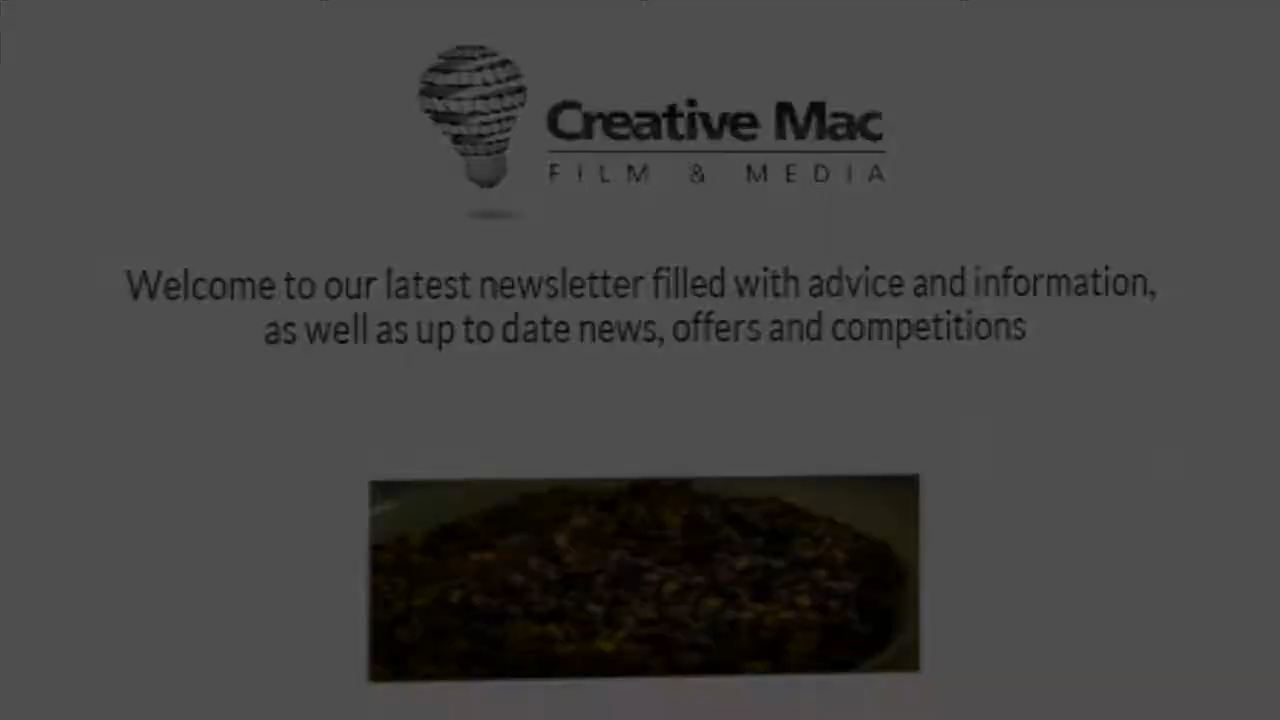 Creative Mac
FILM & MEDIA
Welcome to our latest newsletter filled with advice and information,
as well as up to date news, offers and competitions